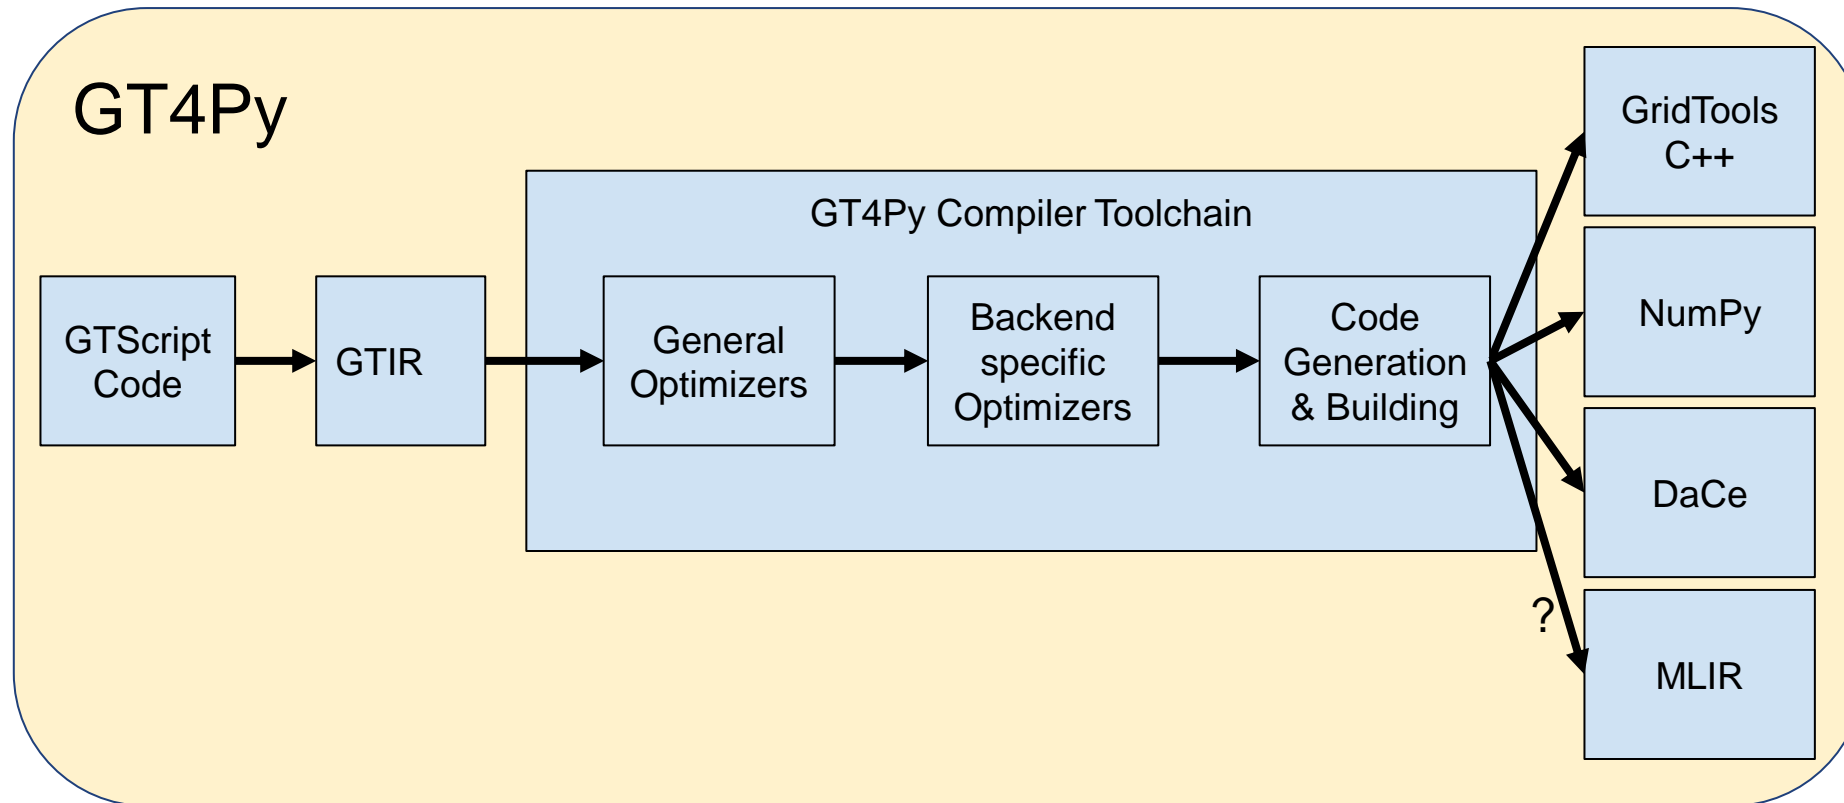 GT4Py
GT4Py Compiler Toolchain
GTScript
Code
GTIR
General
Optimizers
Backend
specific
Optimizers
Code
Generation
& Building
GridTools
C++
NumPy
DaCe
?
MLIR